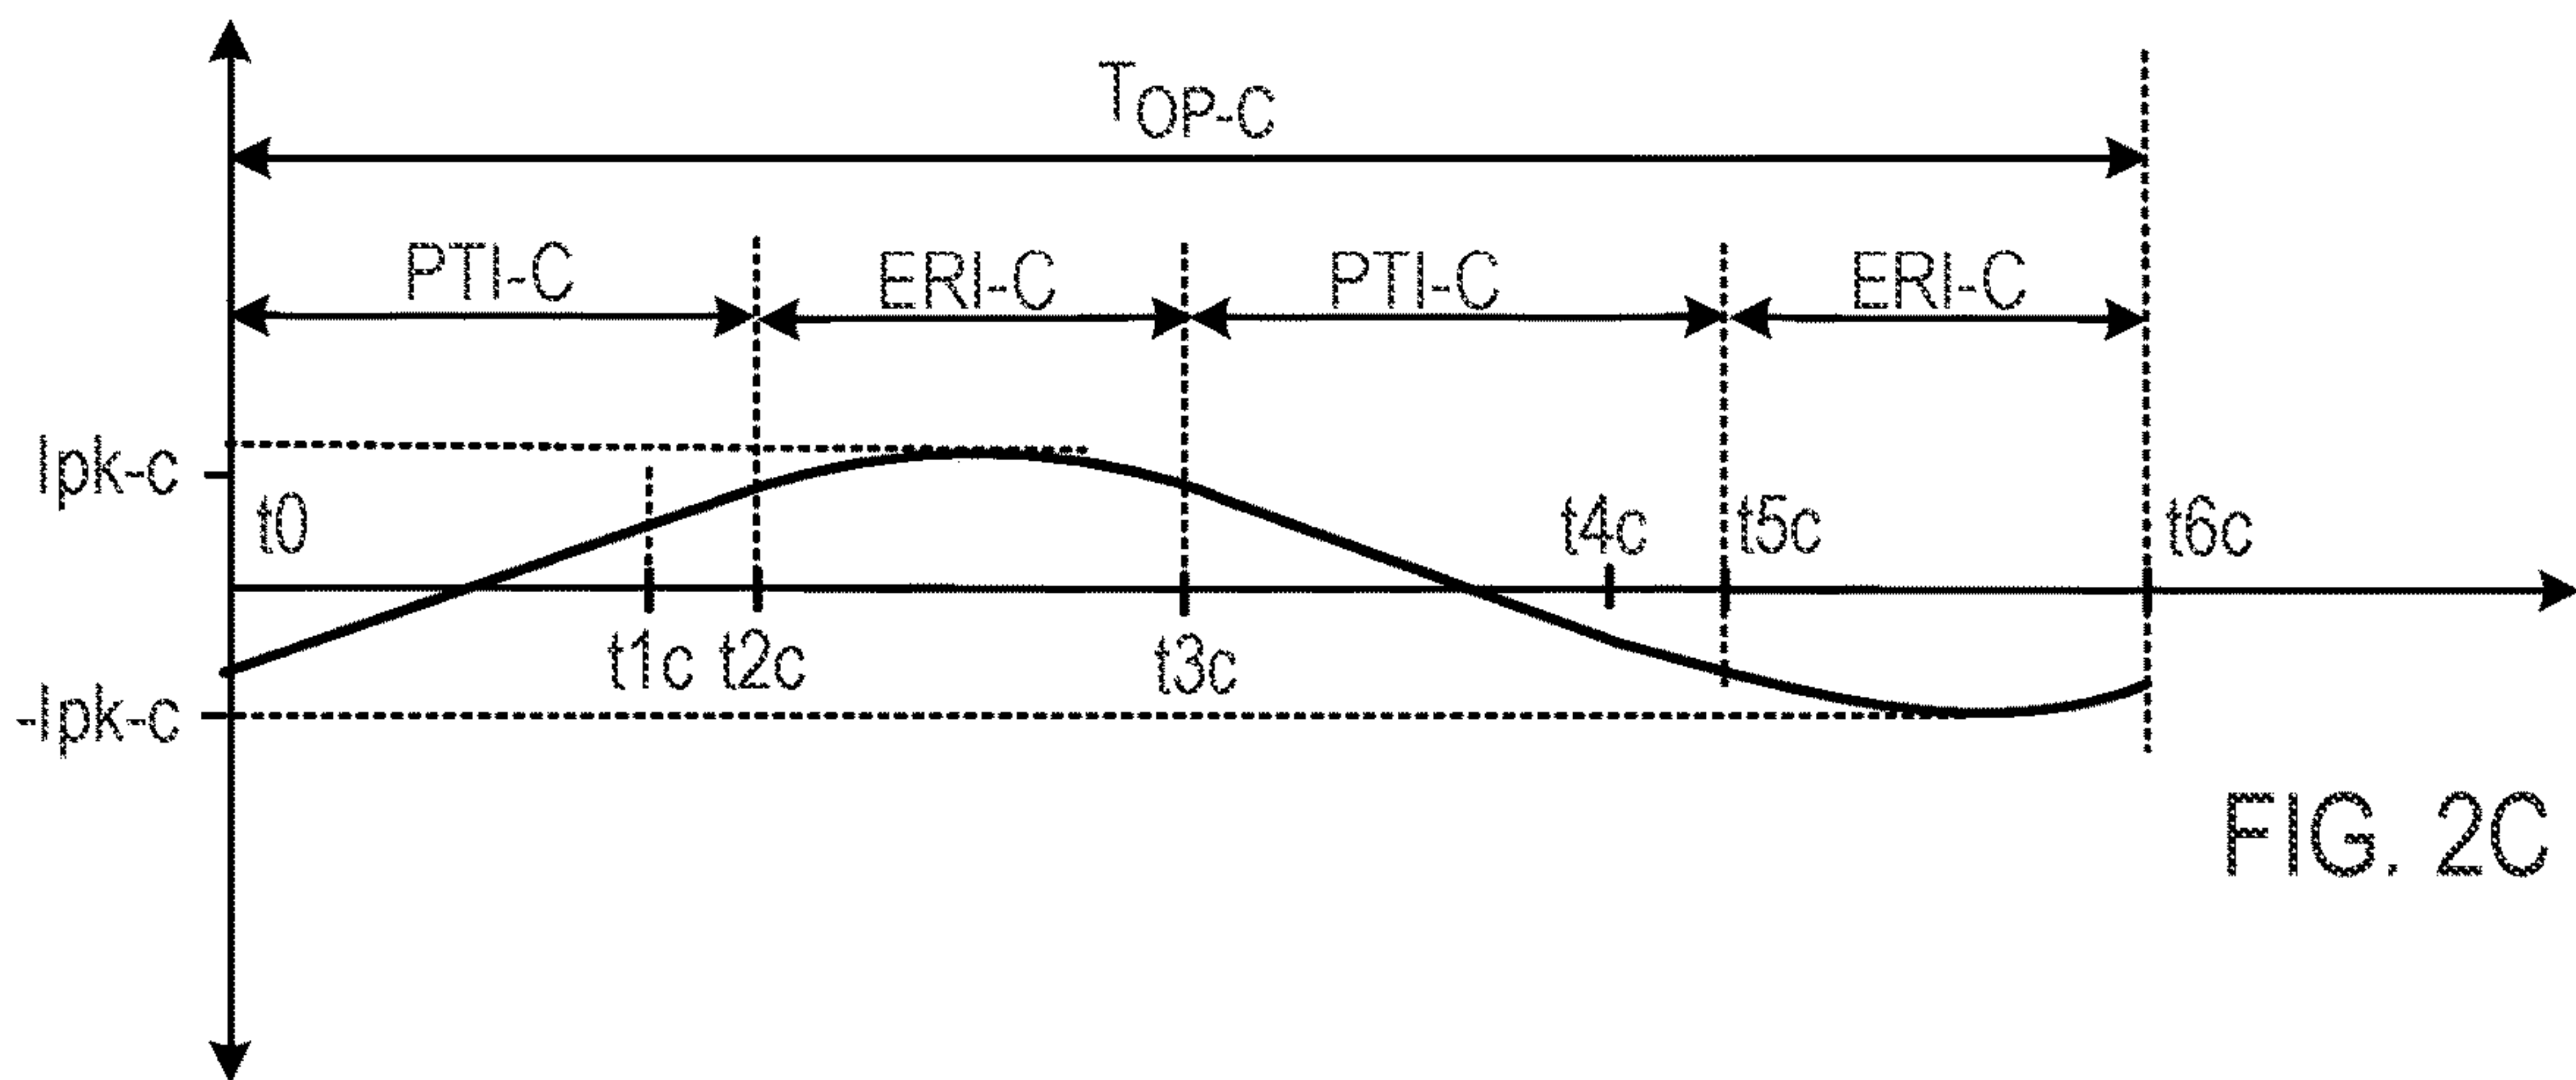 TOP-C
PTI-C ERI-C PTI-C ERI-C
Ipk-c
t0 t4c t5c t6c
t1c t2c t3c
-Ipk-c
FIG. 2C